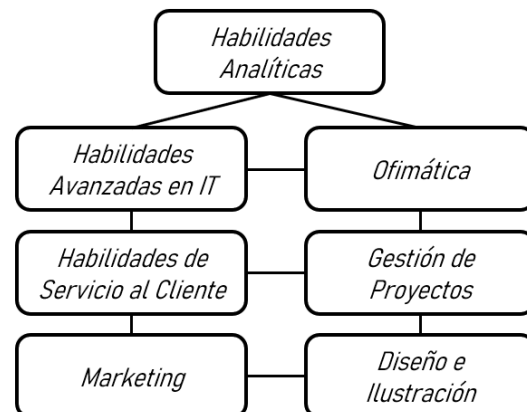 Habilidades
Analíticas
Habilidades
Avanzadas en IT
Ofimática
Habilidades de
Servicio al Cliente
Gestión de
Proyectos
Marketing
Diseño e
Ilustración